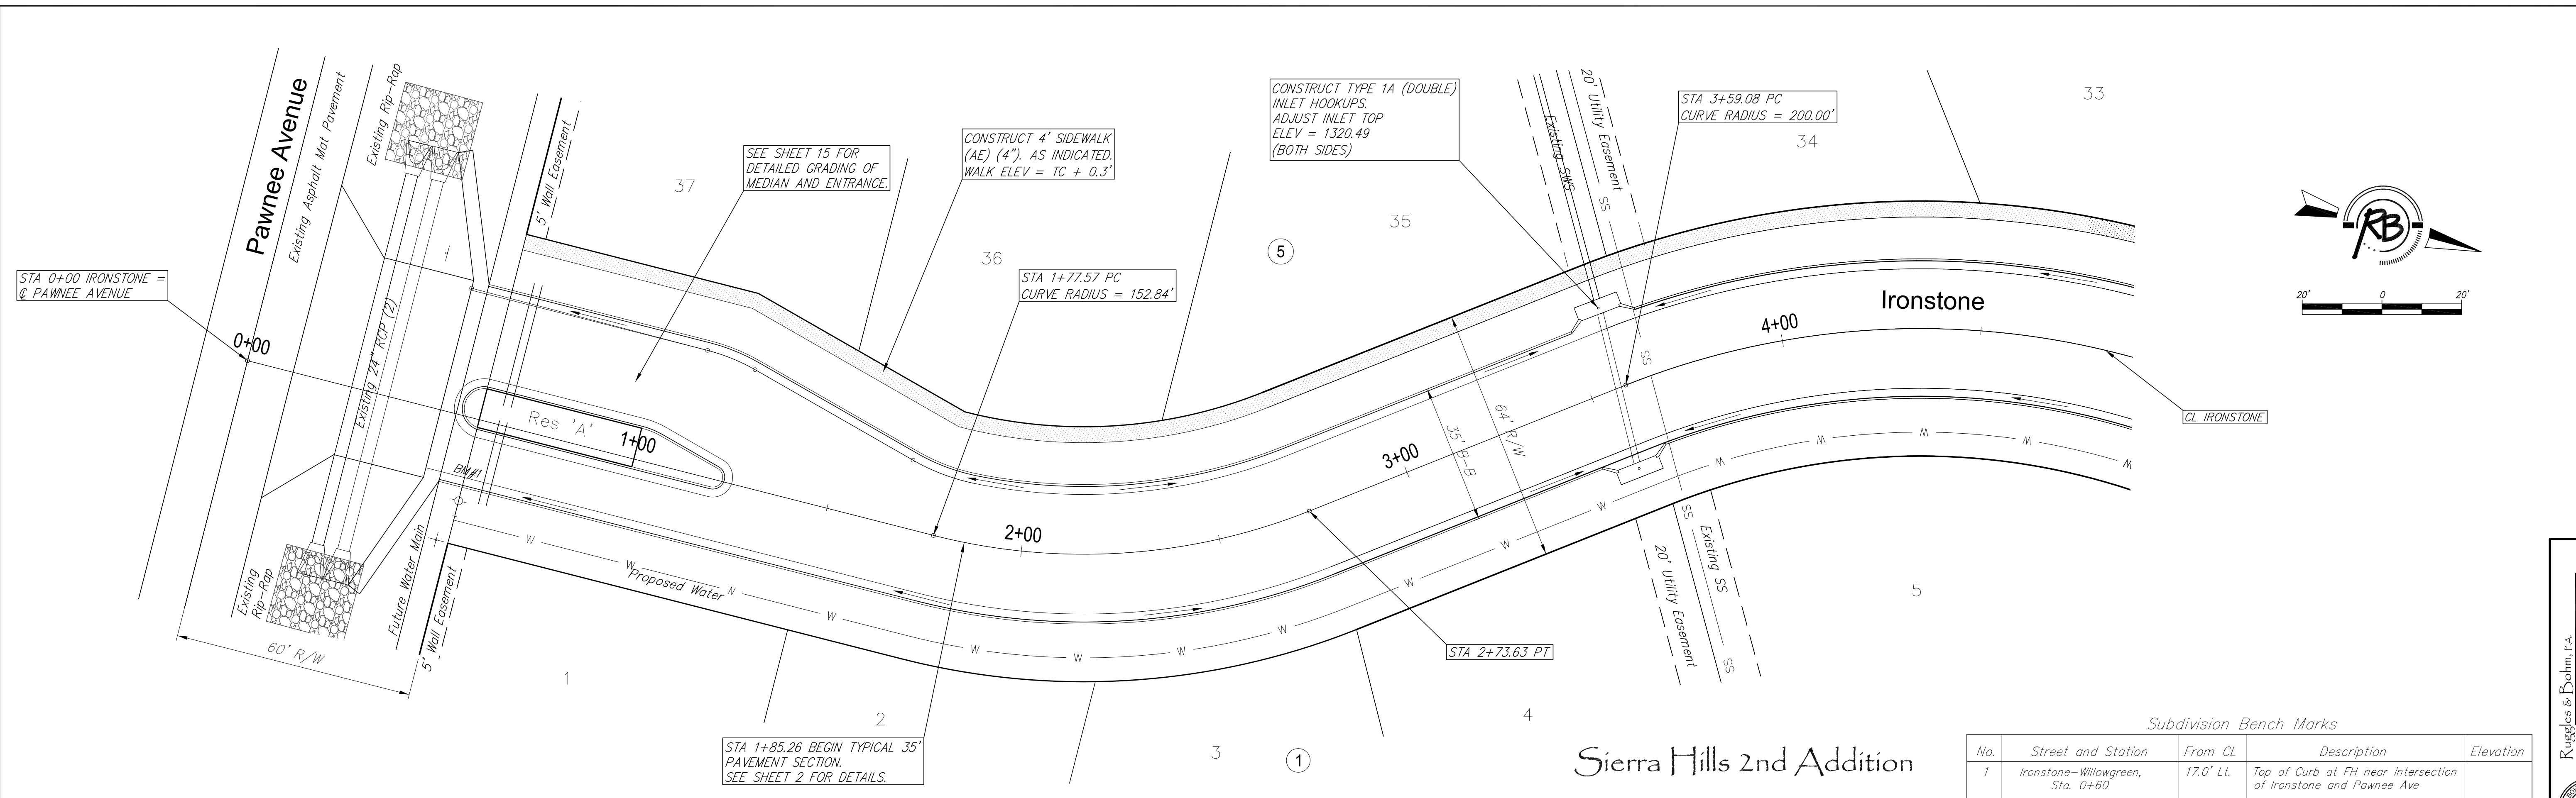 Pawnee Avenue
Existing Asphalt Mat Pavement
Existing Rip-Rap
5' Wall Easement
STA 0+00 IRONSTONE =
℄ PAWNEE AVENUE
0+00
Existing 24" RCP (2)
Res 'A'
1+00
BM#1
Existing
Rip-Rap
Future Water Main
5' Wall Easement
60' R/W
37
SEE SHEET 15 FOR
DETAILED GRADING OF
MEDIAN AND ENTRANCE.
CONSTRUCT 4' SIDEWALK
(AE) (4"). AS INDICATED.
WALK ELEV = TC + 0.3'
36
STA 1+77.57 PC
CURVE RADIUS = 152.84'
5
35
CONSTRUCT TYPE 1A (DOUBLE)
INLET HOOKUPS.
ADJUST INLET TOP
ELEV = 1320.49
(BOTH SIDES)
Existing SWS
20' Utility Easement
SS
SS
STA 3+59.08 PC
CURVE RADIUS = 200.00'
34
33
RB
20' 0 20'
Ironstone
4+00
CL IRONSTONE
2+00
3+00
35' B-B
64' R/W
W W Proposed Water W W W W W W W W W W W W W W W
W
SS
Existing SS
20' Utility Easement
SS
STA 2+73.63 PT
1
2
3
1
4
5
STA 1+85.26 BEGIN TYPICAL 35'
PAVEMENT SECTION.
SEE SHEET 2 FOR DETAILS.
Sierra Hills 2nd Addition
Subdivision Bench Marks
No. Street and Station From CL Description Elevation
1 Ironstone-Willowgreen, 17.0' Lt. Top of Curb at FH near intersection
Sta. 0+60 of Ironstone and Pawnee Ave
Ruggles & Bohm, P.A.